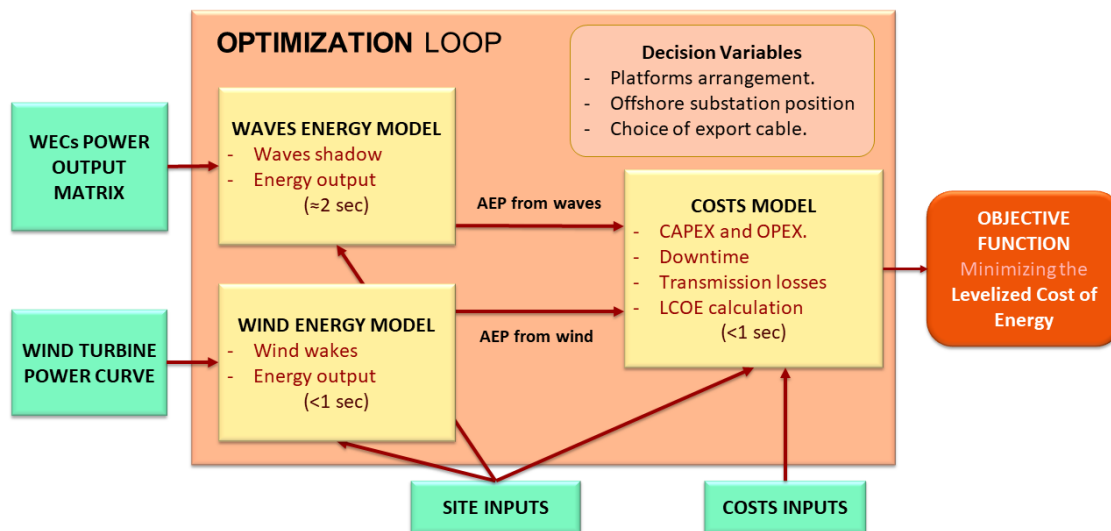 OPTIMIZATION LOOP
Decision Variables
- Platforms arrangement.
- Offshore substation position
- Choice of export cable.
WECs POWER
OUTPUT
MATRIX
WAVES ENERGY MODEL
- Waves shadow
- Energy output
(≈2 sec)
AEP from waves
WIND TURBINE
POWER CURVE
WIND ENERGY MODEL
- Wind wakes
- Energy output
(<1 sec)
AEP from wind
COSTS MODEL
- CAPEX and OPEX.
- Downtime
- Transmission losses
- LCOE calculation
(<1 sec)
OBJECTIVE
FUNCTION
Minimizing the
Levelized Cost of
Energy
SITE INPUTS
COSTS INPUTS